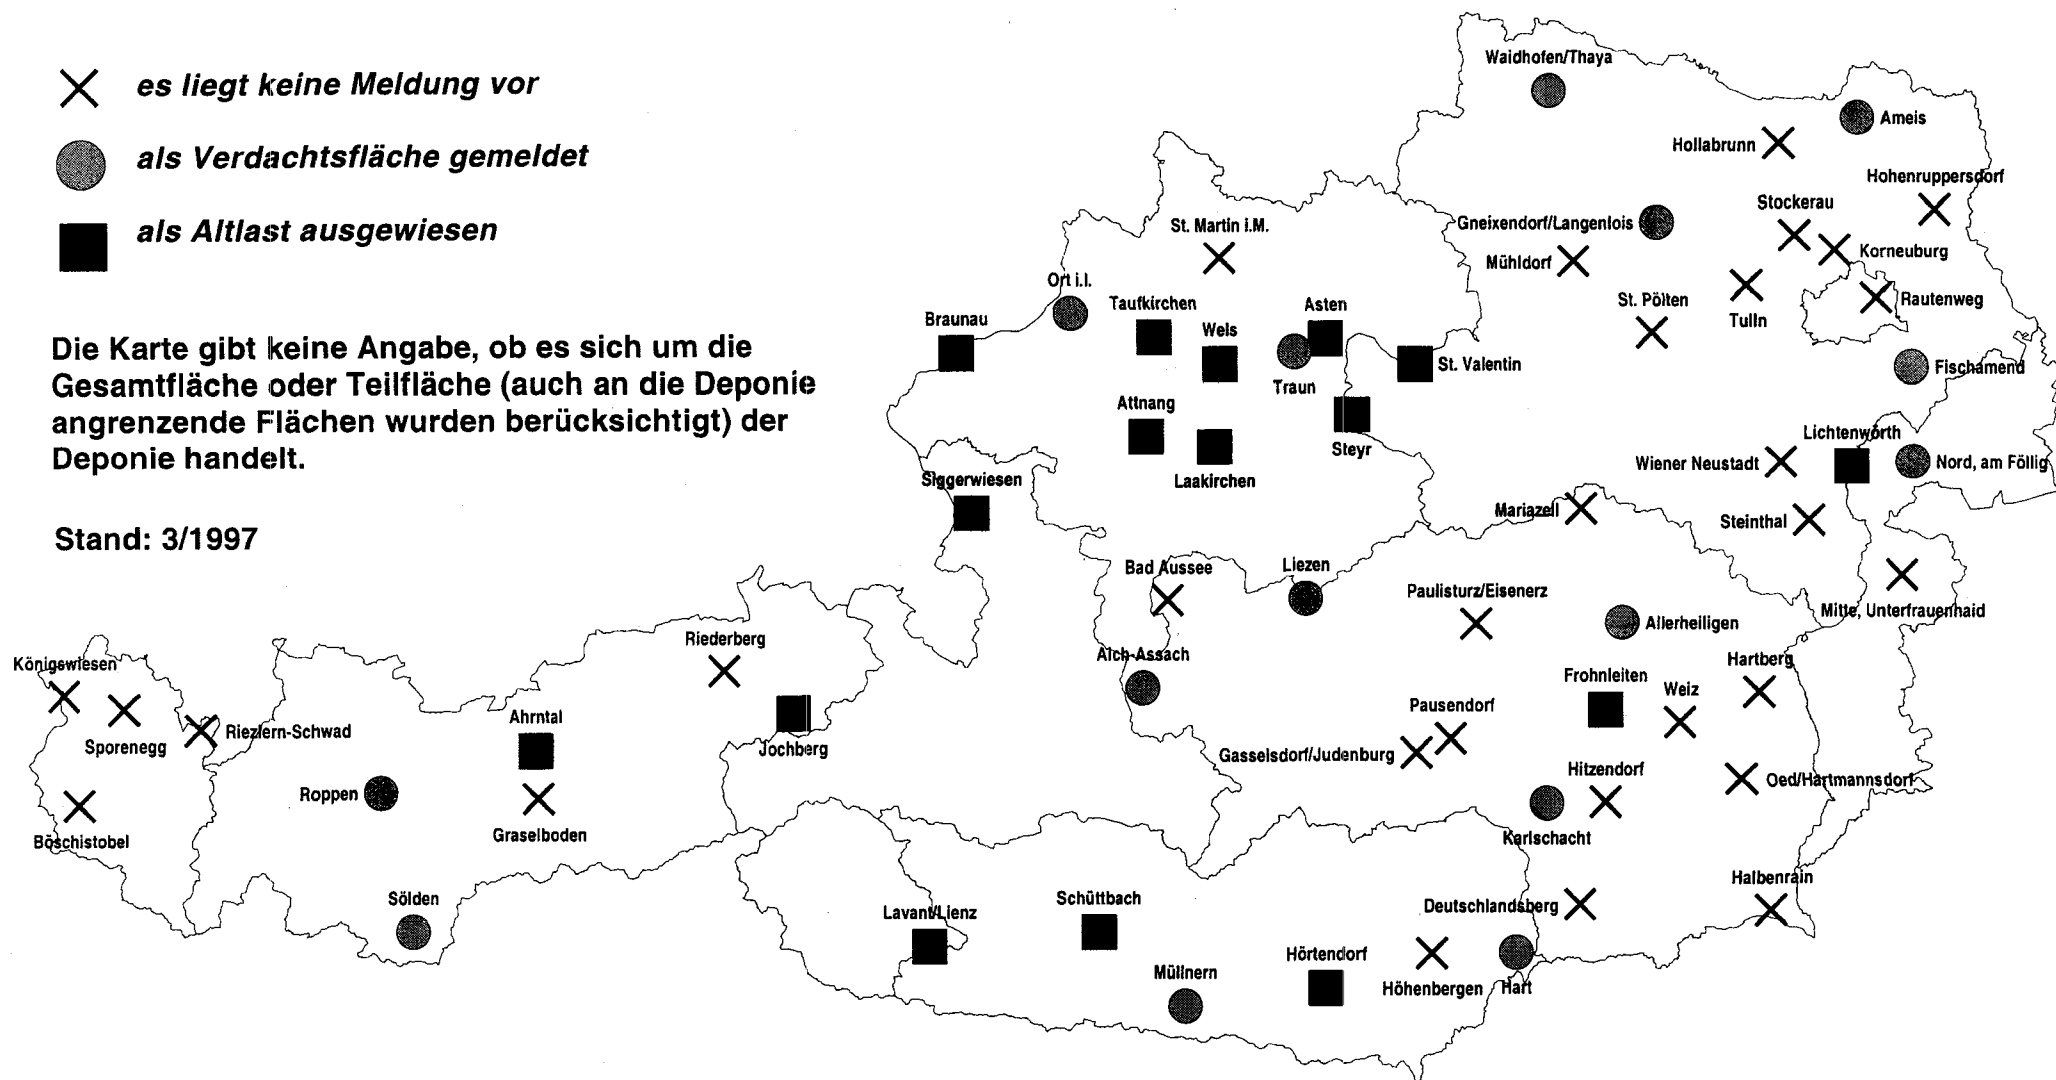 es liegt keine Meldung vor
als Verdachtsfläche gemeldet
als Altlast ausgewiesen
Die Karte gibt keine Angabe, ob es sich um die
Gesamtfläche oder Teilfläche (auch an die Deponie
angrenzende Flächen wurden berücksichtigt) der
Deponie handelt.
Stand: 3/1997
Waidhofen/Thaya
Ameis
Hollabrunn
Hohenruppersdorf
Stockerau
Gneixendorf/Langenlois
Korneuburg
Mühldorf
St. Martin i.M.
Ort i.I.
Taufkirchen
Asten
St. Pölten
Tulln
Rautenweg
Braunau
Wels
Traun
St. Valentin
Fischamend
Attnang
Steyr
Lichtenwörth
Wiener Neustadt
Nord, am Föllig
Siggerwiesen
Laakirchen
Mariazell
Steinthal
Bad Aussee
Liezen
Paulisturz/Eisenerz
Mitte, Unterfrauenhaid
Allerheiligen
Riederberg
Aich-Assach
Hartberg
Königswiesen
Frohnleiten
Weiz
Pausendorf
Ahrntal
Sporenegg
Riezlern-Schwad
Jochberg
Gasselsdorf/Judenburg
Hitzendorf
Oed/Hartmannsdorf
Roppen
Graselboden
Böschistobel
Karlschacht
Halbenrain
Sölden
Schüttbach
Deutschlandsberg
Lavant/Lienz
Hörtendorf
Müllnern
Höhenbergen
Hart